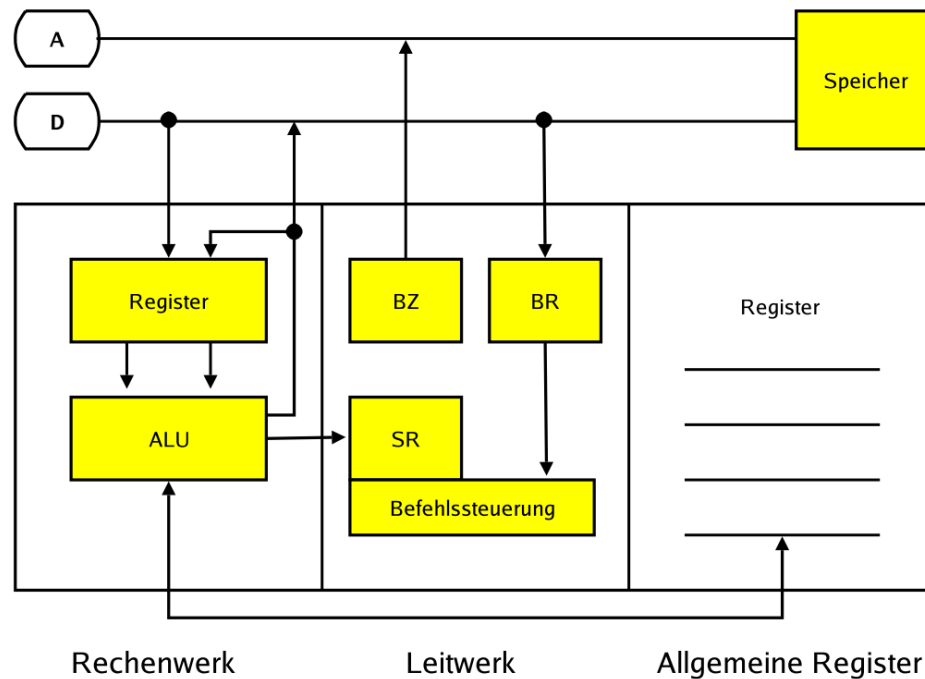 A
Speicher
D
Register
BZ
BR
Register
ALU
SR
Befehlssteuerung
Rechenwerk
Leitwerk
Allgemeine Register